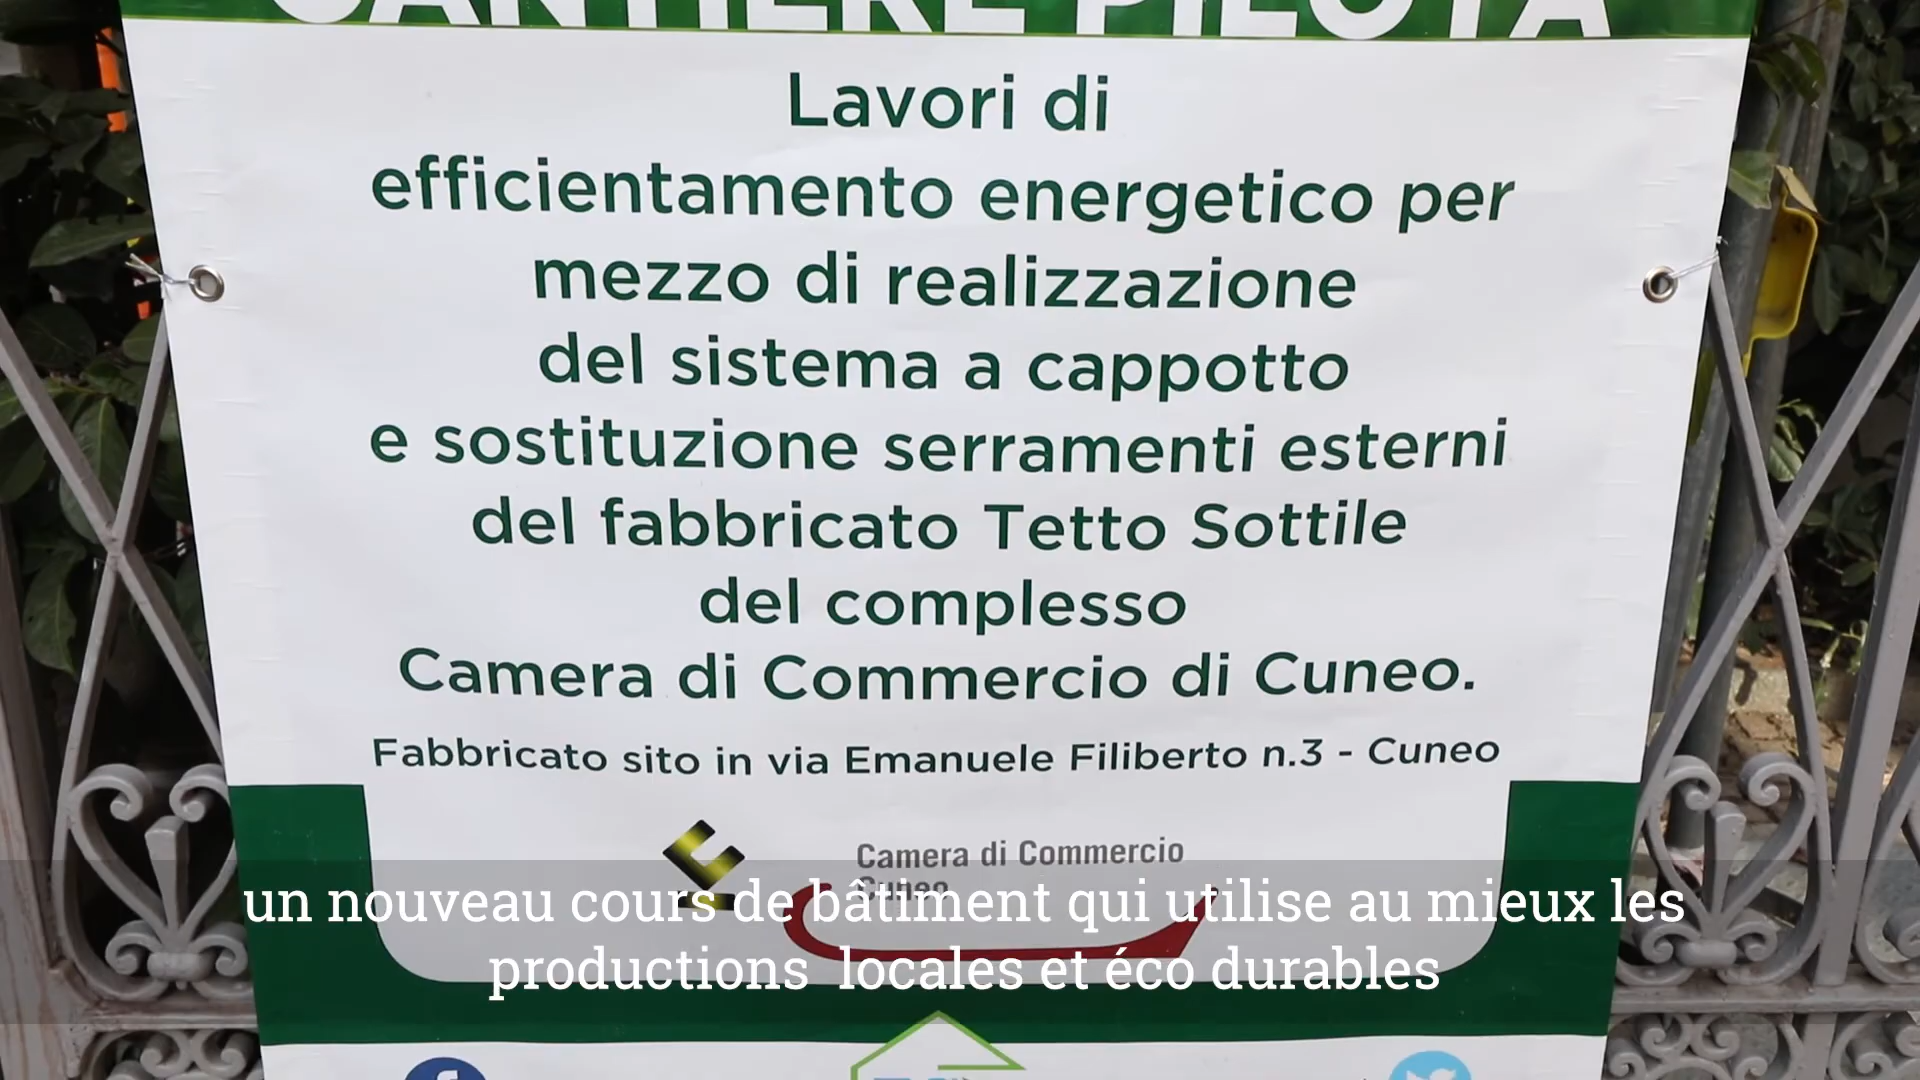 CANTIERE PILOTA
Lavori di
efficientamento energetico per
mezzo di realizzazione
del sistema a cappotto
e sostituzione serramenti esterni
del fabbricato Tetto Sottile
del complesso
Camera di Commercio di Cuneo.
Fabbricato sito in via Emanuele Filiberto n.3 - Cuneo
Camera di Commercio
Cuneo
un nouveau cours de bâtiment qui utilise au mieux les
productions locales et éco durables